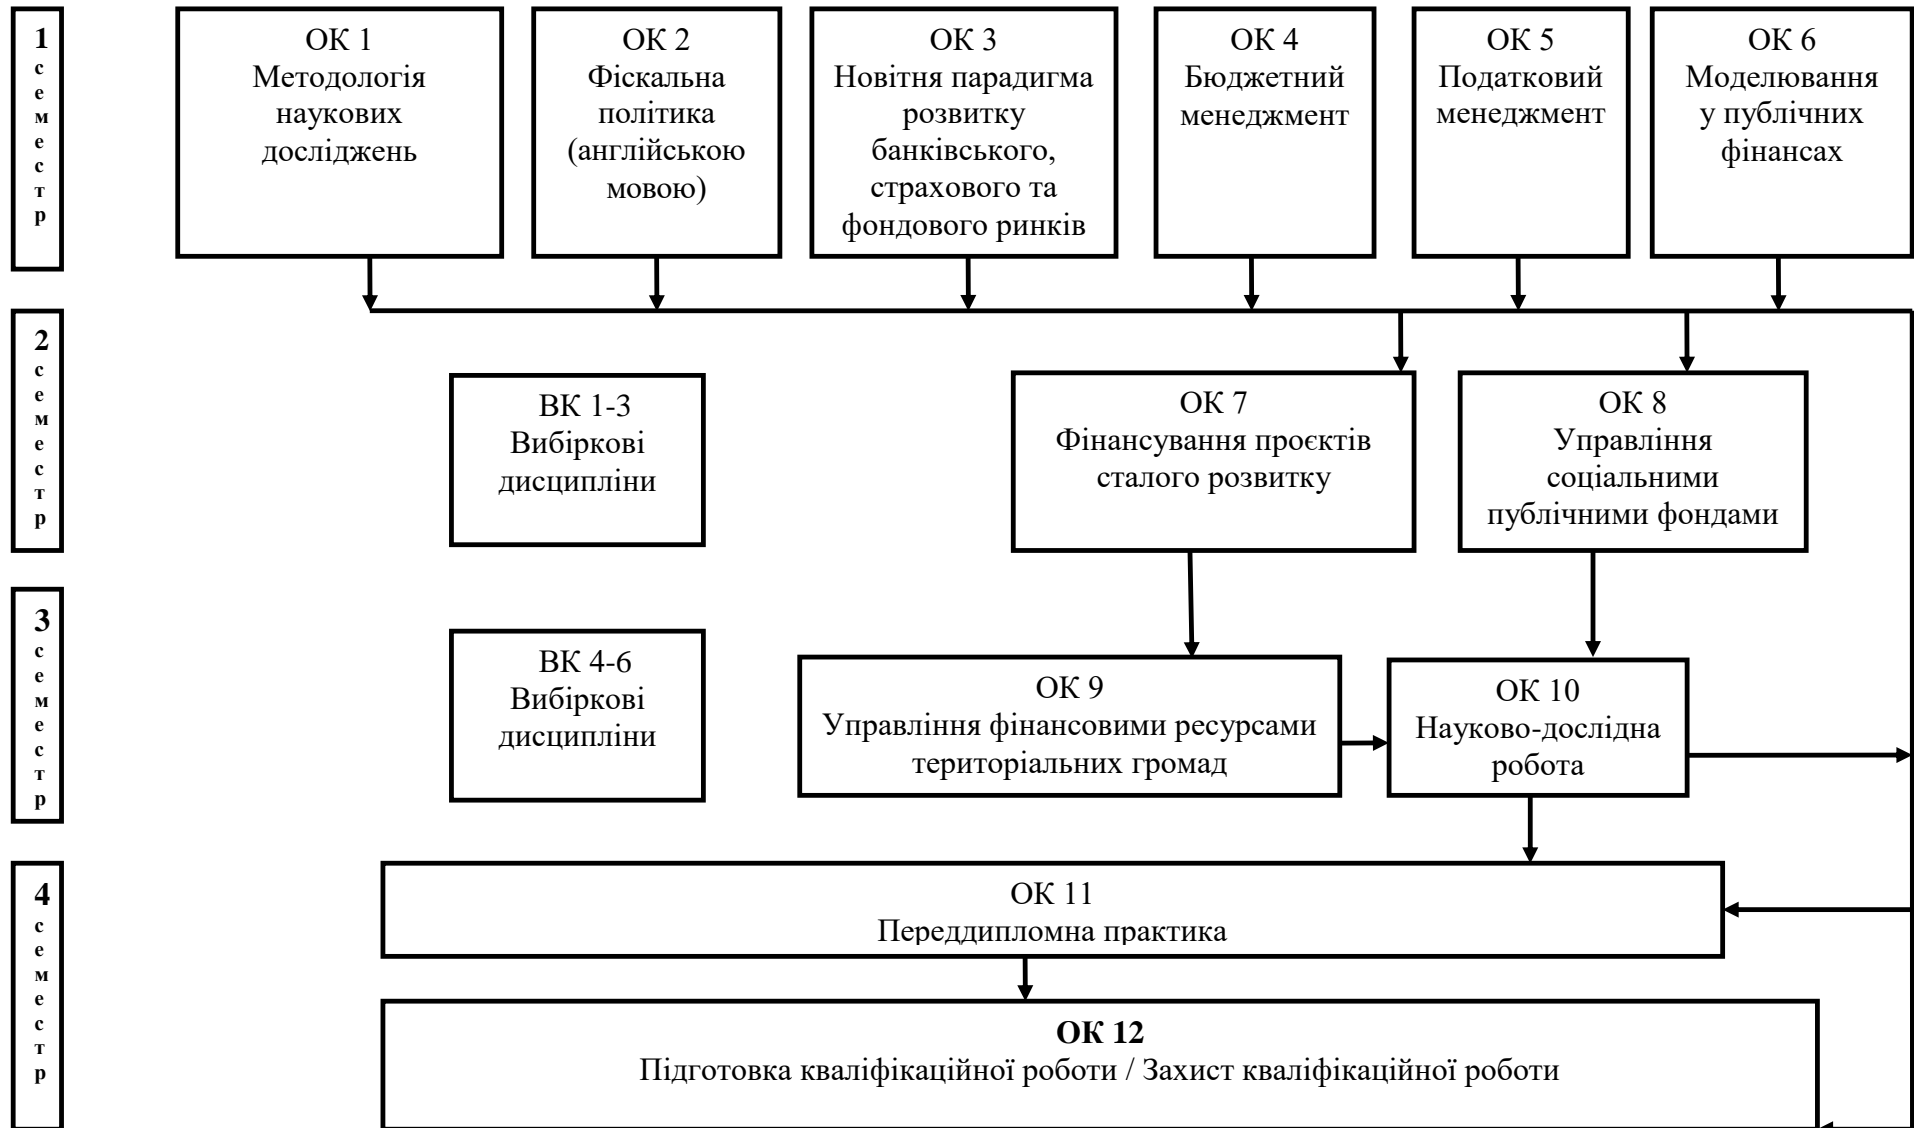 1
с
е
м
е
с
т
р
ОК 1
Методологія
наукових
досліджень
ОК 2
Фіскальна
політика
(англійською
мовою)
ОК 3
Новітня парадигма
розвитку
банківського,
страхового та
фондового ринків
ОК 4
Бюджетний
менеджмент
ОК 5
Податковий
менеджмент
ОК 6
Моделювання
у публічних
фінансах
2
с
е
м
е
с
т
р
ВК 1-3
Вибіркові
дисципліни
ОК 7
Фінансування проєктів
сталого розвитку
ОК 8
Управління
соціальними
публічними фондами
3
с
е
м
е
с
т
р
ВК 4-6
Вибіркові
дисципліни
ОК 9
Управління фінансовими ресурсами
територіальних громад
ОК 10
Науково-дослідна
робота
4
с
е
м
е
с
т
р
ОК 11
Переддипломна практика
ОК 12
Підготовка кваліфікаційної роботи / Захист кваліфікаційної роботи